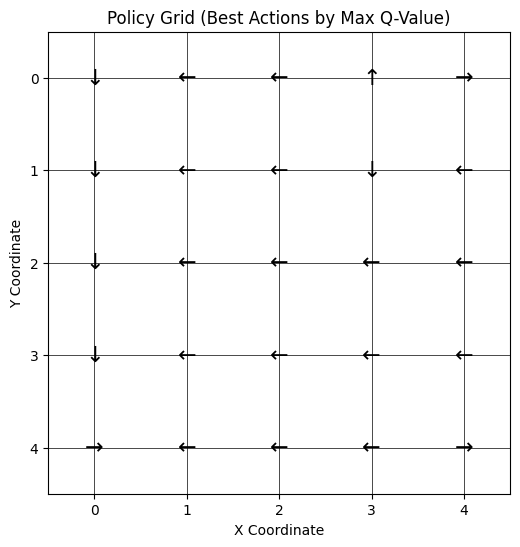 Policy Grid (Best Actions by Max Q-Value)
0 ↓ ← ← ↑ →
1 ↓ ← ← ↓ ←
2 ↓ ← ← ← ←
3 ↓ ← ← ← ←
4 → ← ← ← →
0 1 2 3 4
X Coordinate
Y Coordinate